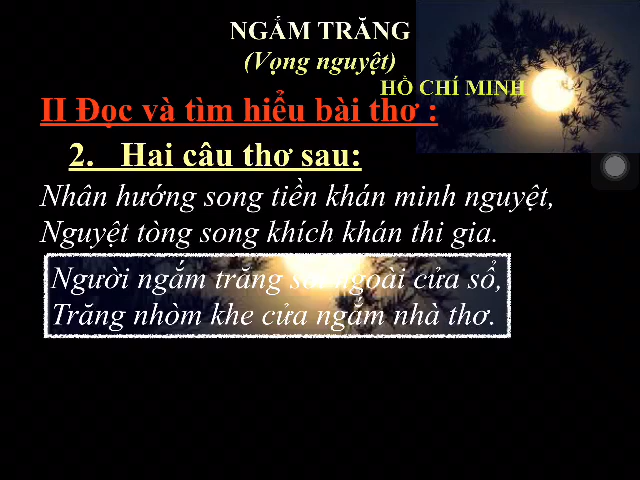 NGẮM TRĂNG
(Vọng nguyệt)
HỒ CHÍ MINH
II Đọc và tìm hiểu bài thơ :
2. Hai câu thơ sau:
Nhân hướng song tiền khán minh nguyệt,
Nguyệt tòng song khích khán thi gia.
Người ngắm trăng soi ngoài cửa sổ,
Trăng nhòm khe cửa ngắm nhà thơ.